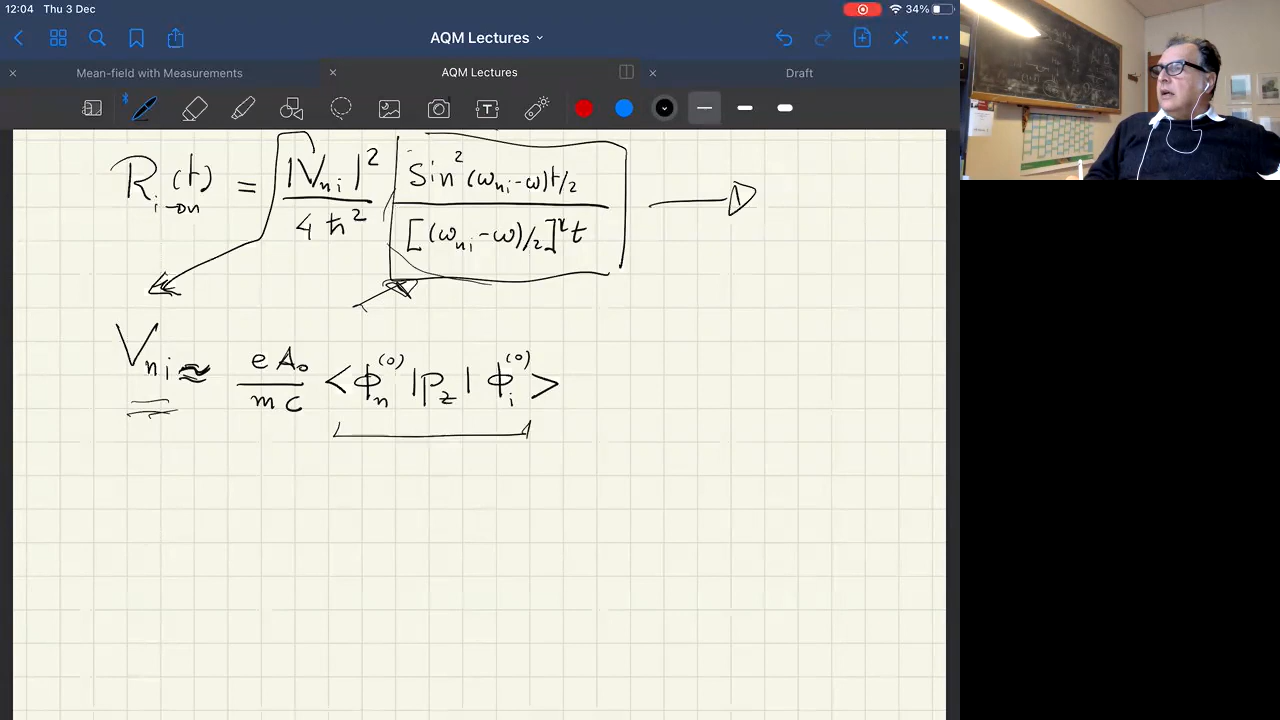 12:04 Thu 3 Dec 34%
AQM Lectures
Mean-field with Measurements AQM Lectures Draft
R_{i→n}(t) = |V_{ni}|² / 4ħ² Sin²(ω_{ni}-ω)t/2 / [(ω_{ni}-ω)/2]² t →
V_{ni} ≈ eA₀ / mc <ϕ_n^{(0)}|p_z|ϕ_i^{(0)}>